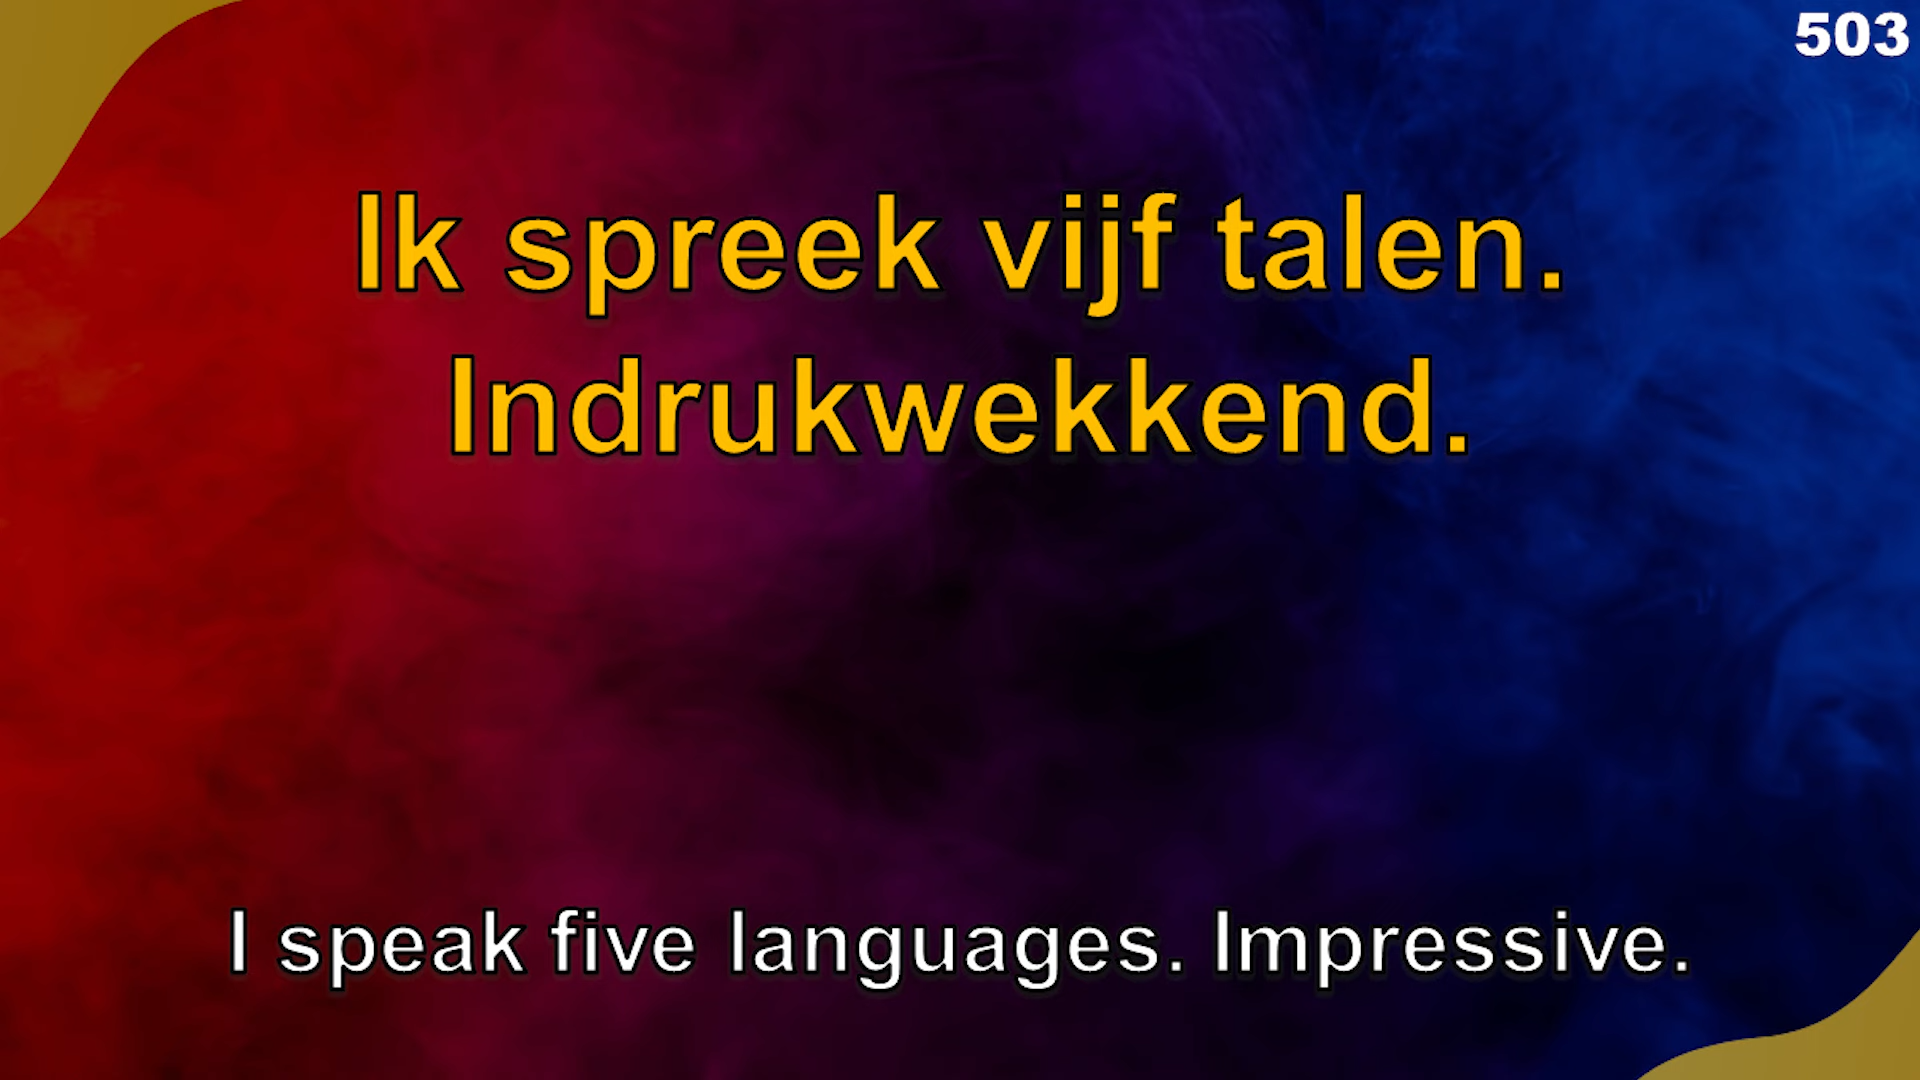 503
Ik spreek vijf talen.
Indrukwekkend.
I speak five languages. Impressive.